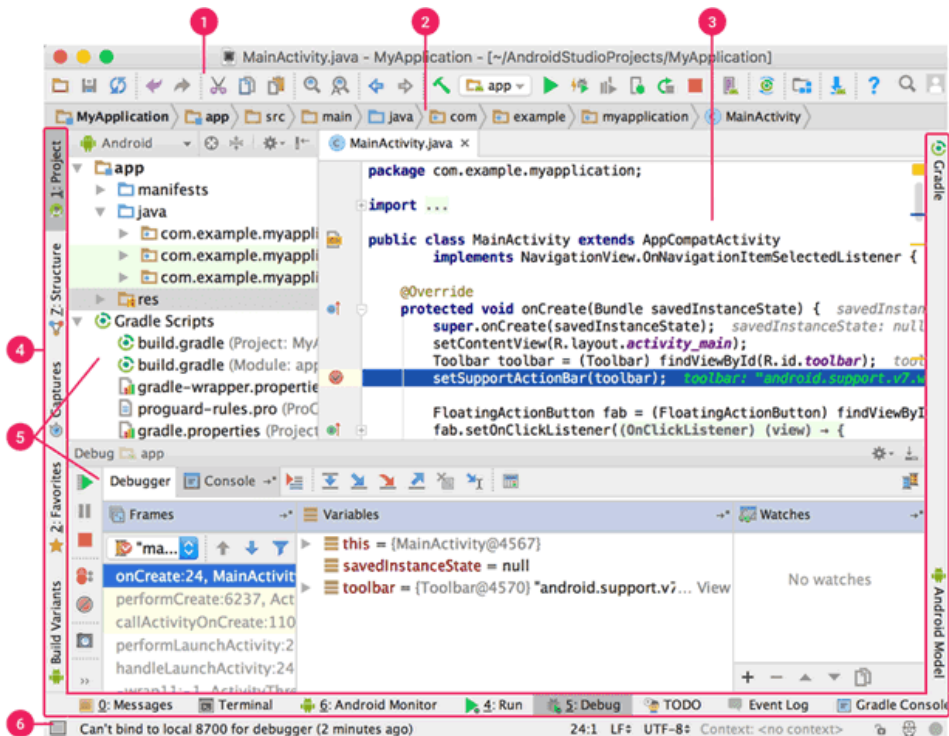 1 2 3
MainActivity.java - MyApplication - [~/AndroidStudioProjects/MyApplication]
app
MyApplication app src main java com example myapplication MainActivity
1: Project
Android
MainActivity.java ×
app
manifests
java
com.example.myappli
com.example.myappli
com.example.myappli
res
Gradle Scripts
build.gradle (Project: MyA
build.gradle (Module: app
gradle-wrapper.propertie
proguard-rules.pro (ProG
gradle.properties (Project
package com.example.myapplication;
import ...
public class MainActivity extends AppCompatActivity
implements NavigationView.OnNavigationItemSelectedListener {
@Override
protected void onCreate(Bundle savedInstanceState) { savedInstan
super.onCreate(savedInstanceState); savedInstanceState: null
setContentView(R.layout.activity_main);
Toolbar toolbar = (Toolbar) findViewById(R.id.toolbar); tool
setSupportActionBar(toolbar); toolbar: "android.support.v7.w
FloatingActionButton fab = (FloatingActionButton) findViewByI
fab.setOnClickListener((OnClickListener) (view) → {
Gradle
Z: Structure
4
Captures
5
2: Favorites
Build Variants
Debug app
Debugger Console
Frames Variables Watches
"ma...
onCreate:24, MainActivit
performCreate:6237, Act
callActivityOnCreate:110
performLaunchActivity:2
handleLaunchActivity:24
-wrap11:-1, ActivityThre
this = {MainActivity@4567}
savedInstanceState = null
toolbar = {Toolbar@4570} "android.support.v7... View
No watches
Android Model
0: Messages Terminal 6: Android Monitor 4: Run 5: Debug TODO Event Log Gradle Console
6
Can't bind to local 8700 for debugger (2 minutes ago) 24:1 LF÷ UTF-8÷ Context: <no context>